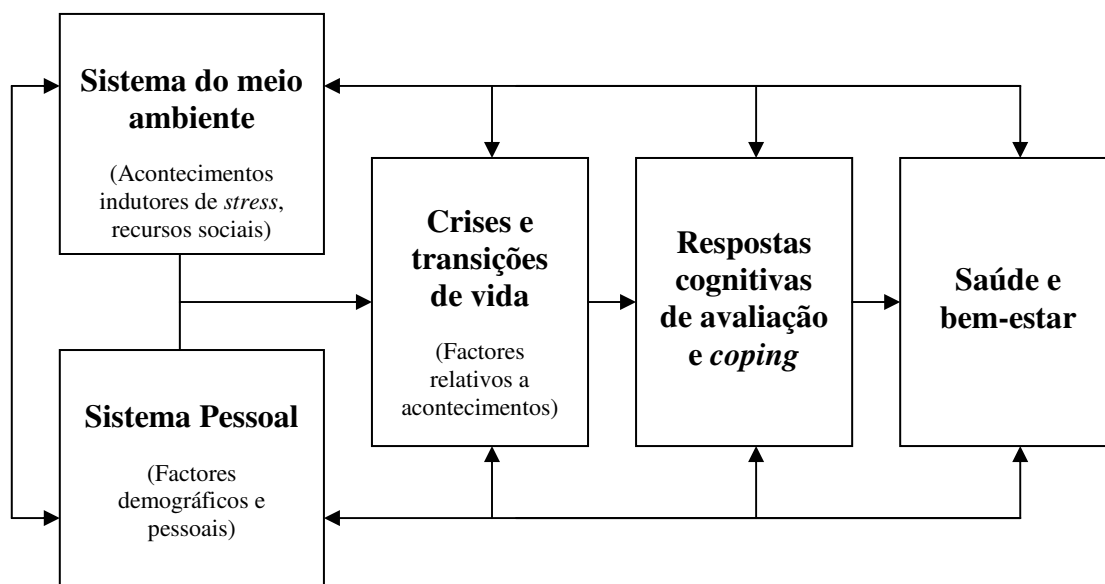 Sistema do meio
ambiente
(Acontecimentos
indutores de stress,
recursos sociais)
Sistema Pessoal
(Factores
demográficos e
pessoais)
Crises e
transições
de vida
(Factores
relativos a
acontecimentos)
Respostas
cognitivas
de avaliação
e coping
Saúde e
bem-estar